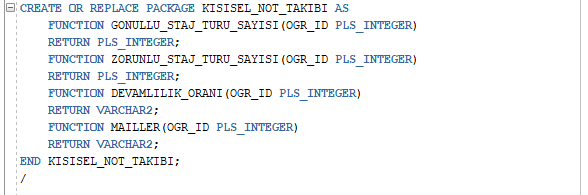 CREATE OR REPLACE PACKAGE KISISEL_NOT_TAKIBI AS
    FUNCTION GONULLU_STAJ_TURU_SAYISI(OGR_ID PLS_INTEGER)
    RETURN PLS_INTEGER;
    FUNCTION ZORUNLU_STAJ_TURU_SAYISI(OGR_ID PLS_INTEGER)
    RETURN PLS_INTEGER;
    FUNCTION DEVAMLILIK_ORANI(OGR_ID PLS_INTEGER)
    RETURN VARCHAR2;
    FUNCTION MAILLER(OGR_ID PLS_INTEGER)
    RETURN VARCHAR2;
END KISISEL_NOT_TAKIBI;
/